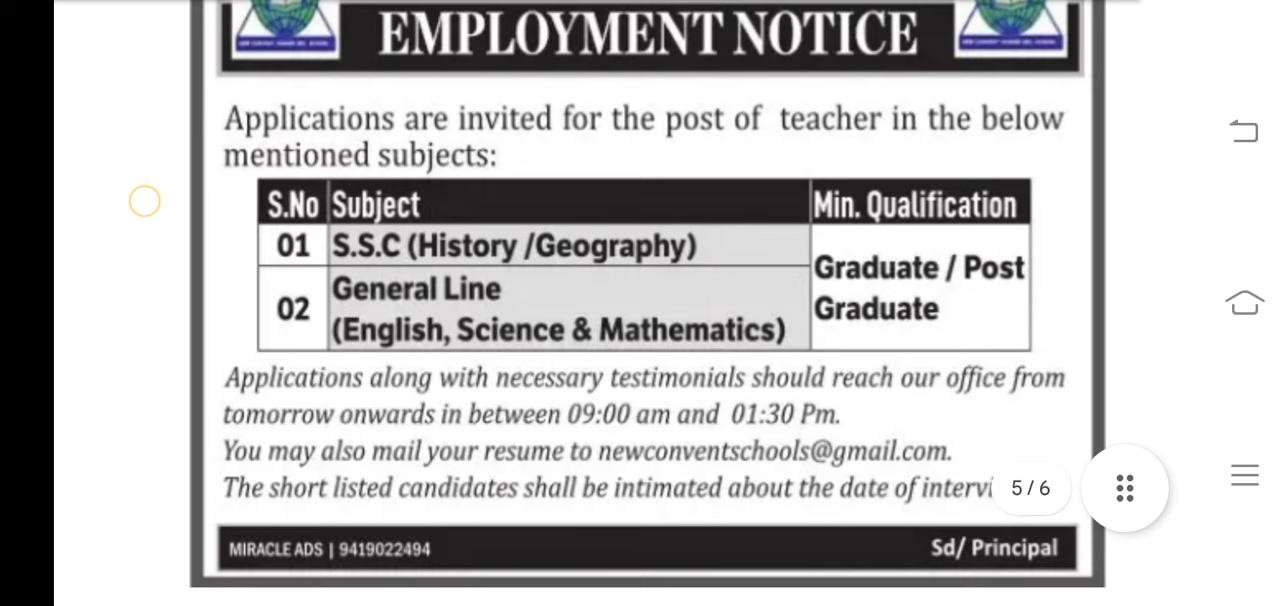 EMPLOYMENT NOTICE
Applications are invited for the post of teacher in the below
mentioned subjects:
S.No Subject Min. Qualification
01 S.S.C (History /Geography)
Graduate / Post
Graduate
02 General Line
(English, Science & Mathematics)
Applications along with necessary testimonials should reach our office from
tomorrow onwards in between 09:00 am and 01:30 Pm.
You may also mail your resume to newconventschools@gmail.com.
The short listed candidates shall be intimated about the date of intervi
5 / 6
MIRACLE ADS | 9419022494
Sd/ Principal